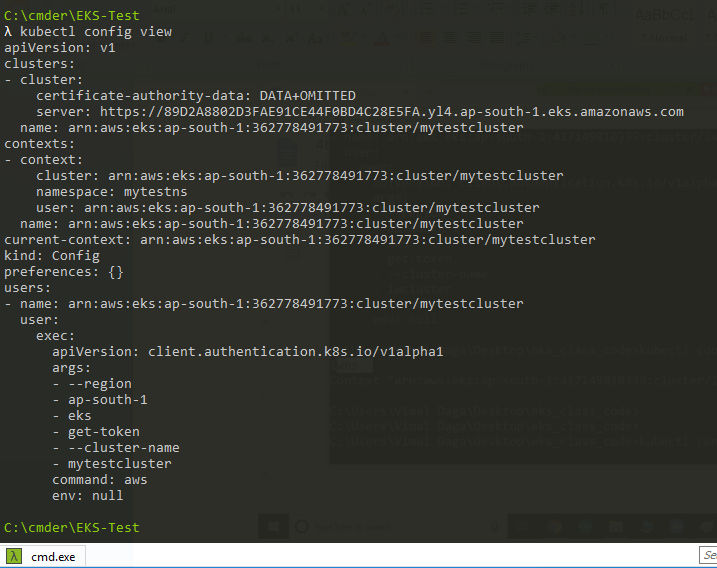 C:\cmder\EKS-Test
λ kubectl config view
apiVersion: v1
clusters:
- cluster:
    certificate-authority-data: DATA+OMITTED
    server: https://89D2A8802D3FAE91CE44F0BD4C28E5FA.yl4.ap-south-1.eks.amazonaws.com
  name: arn:aws:eks:ap-south-1:362778491773:cluster/mytestcluster
contexts:
- context:
    cluster: arn:aws:eks:ap-south-1:362778491773:cluster/mytestcluster
    namespace: mytestns
    user: arn:aws:eks:ap-south-1:362778491773:cluster/mytestcluster
  name: arn:aws:eks:ap-south-1:362778491773:cluster/mytestcluster
current-context: arn:aws:eks:ap-south-1:362778491773:cluster/mytestcluster
kind: Config
preferences: {}
users:
- name: arn:aws:eks:ap-south-1:362778491773:cluster/mytestcluster
  user:
    exec:
      apiVersion: client.authentication.k8s.io/v1alpha1
      args:
      - --region
      - ap-south-1
      - eks
      - get-token
      - --cluster-name
      - mytestcluster
      command: aws
      env: null
C:\cmder\EKS-Test
λ cmd.exe